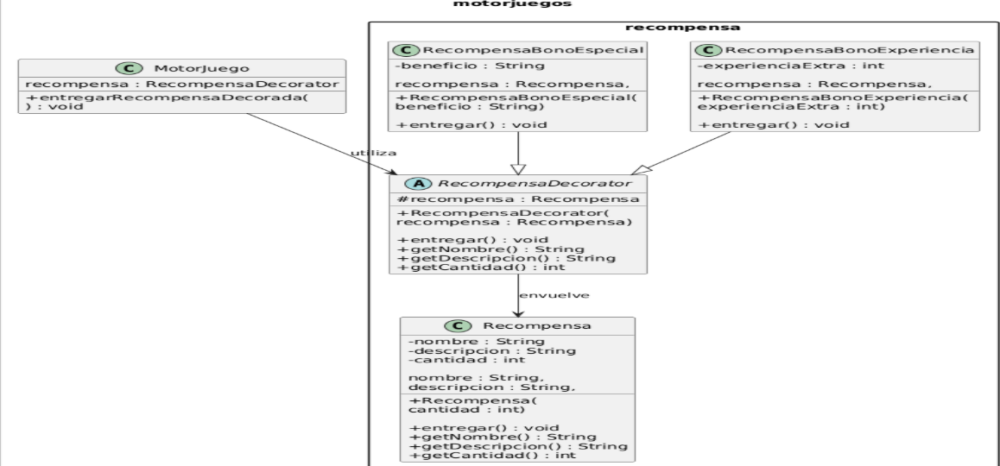 motorjuegos
recompensa
C RecompensaBonoEspecial
-beneficio : String
recompensa : Recompensa,
+RecompensaBonoEspecial(
beneficio : String)
+entregar() : void
C RecompensaBonoExperiencia
-experienciaExtra : int
recompensa : Recompensa,
+RecompensaBonoExperiencia(
experienciaExtra : int)
+entregar() : void
C MotorJuego
recompensa : RecompensaDecorator
+entregarRecompensaDecorada(
) : void
utiliza
A RecompensaDecorator
#recompensa : Recompensa
+RecompensaDecorator(
recompensa : Recompensa)
+entregar() : void
+getNombre() : String
+getDescripcion() : String
+getCantidad() : int
envuelve
C Recompensa
-nombre : String
-descripcion : String
-cantidad : int
nombre : String,
descripcion : String,
+Recompensa(
cantidad : int)
+entregar() : void
+getNombre() : String
+getDescripcion() : String
+getCantidad() : int